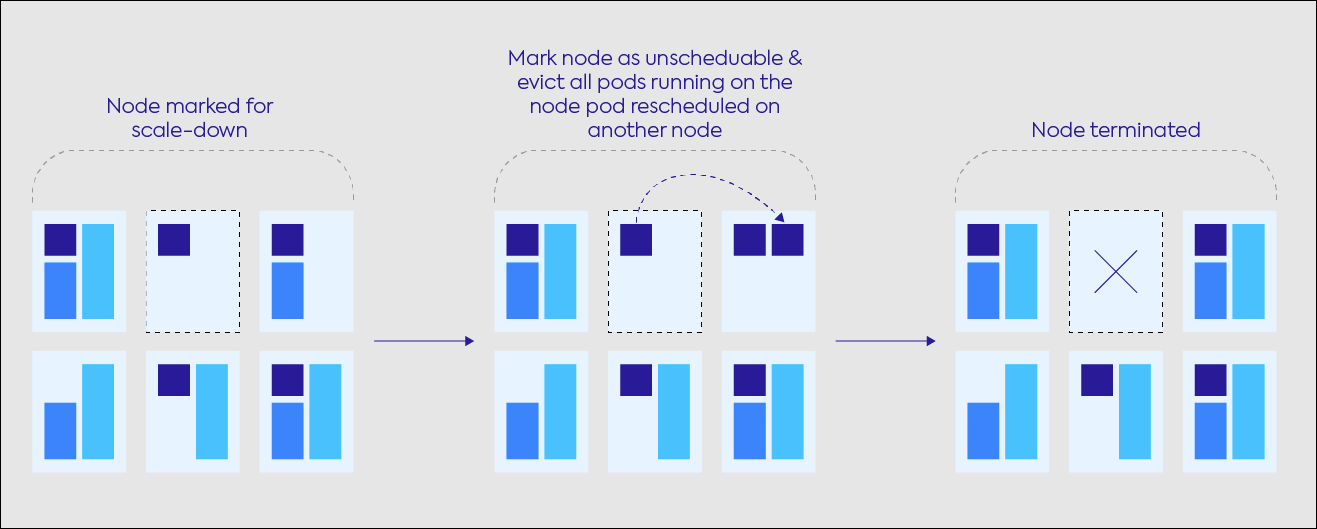 Node marked for
scale-down
Mark node as unscheduable &
evict all pods running on the
node pod rescheduled on
another node
Node terminated